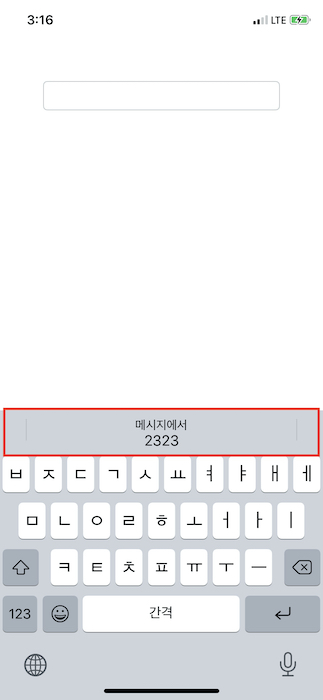 3:16 LTE
메시지에서
2323
ㅂ ㅈ ㄷ ㄱ ㅅ ㅛ ㅕ ㅑ ㅐ ㅔ
ㅁ ㄴ ㅇ ㄹ ㅎ ㅗ ㅓ ㅏ ㅣ
ㅋ ㅌ ㅊ ㅍ ㅠ ㅜ ㅡ
123 간격